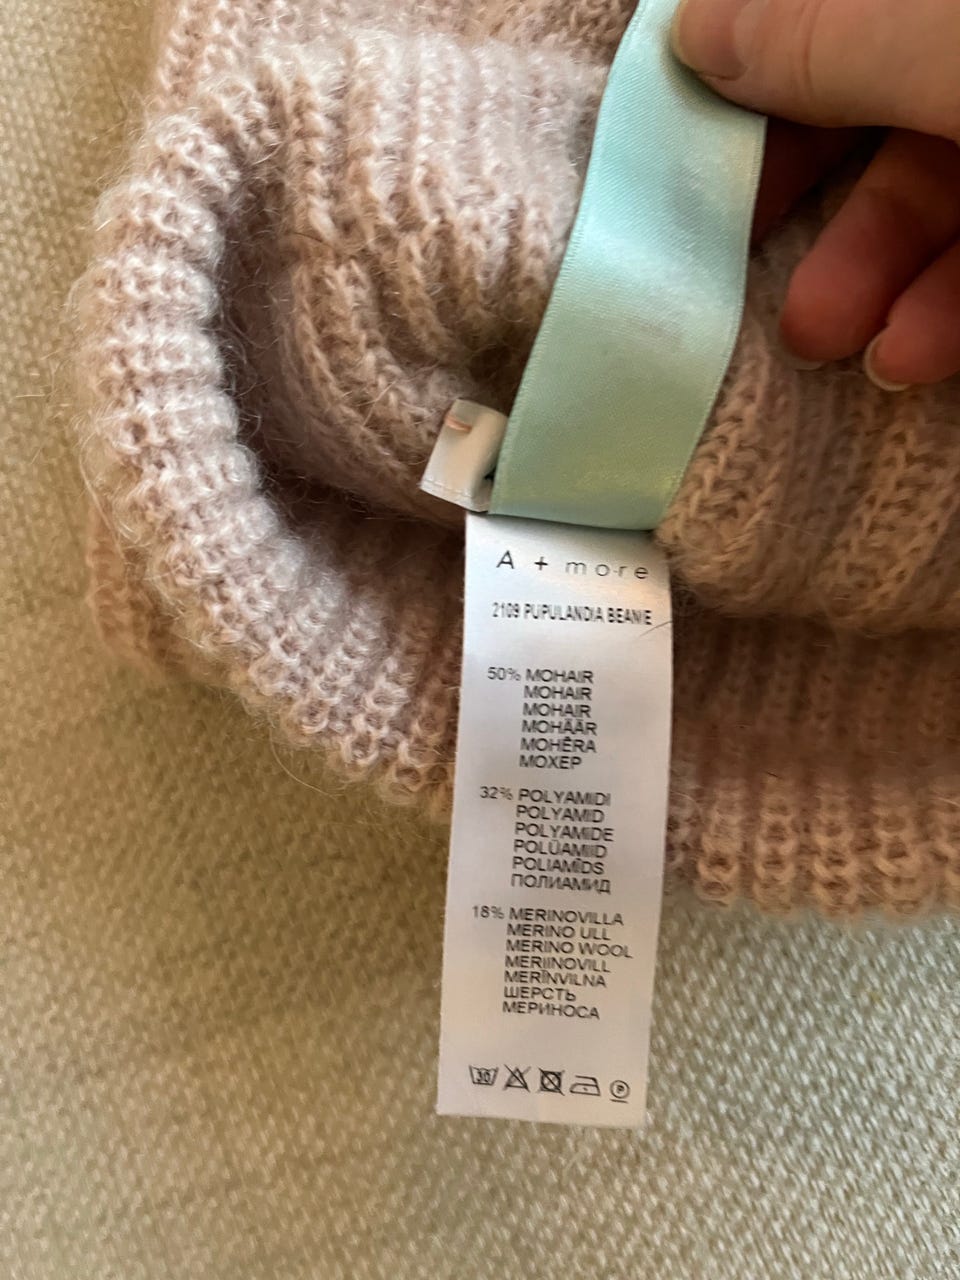 A + more
2109 PUPULANDIA BEANIE
50% MOHAIR
MOHAIR
MOHAIR
MOHÄÄR
MOHĒRA
МОХЕР
32% POLYAMIDI
POLYAMID
POLYAMIDE
POLÜAMIID
POLIAMĪDS
ПОЛИАМИД
18% MERINOVILLA
MERINO ULL
MERINO WOOL
MERIINOVILL
MERĪNVILNA
ШЕРСТЬ
МЕРИНОСА
30
P